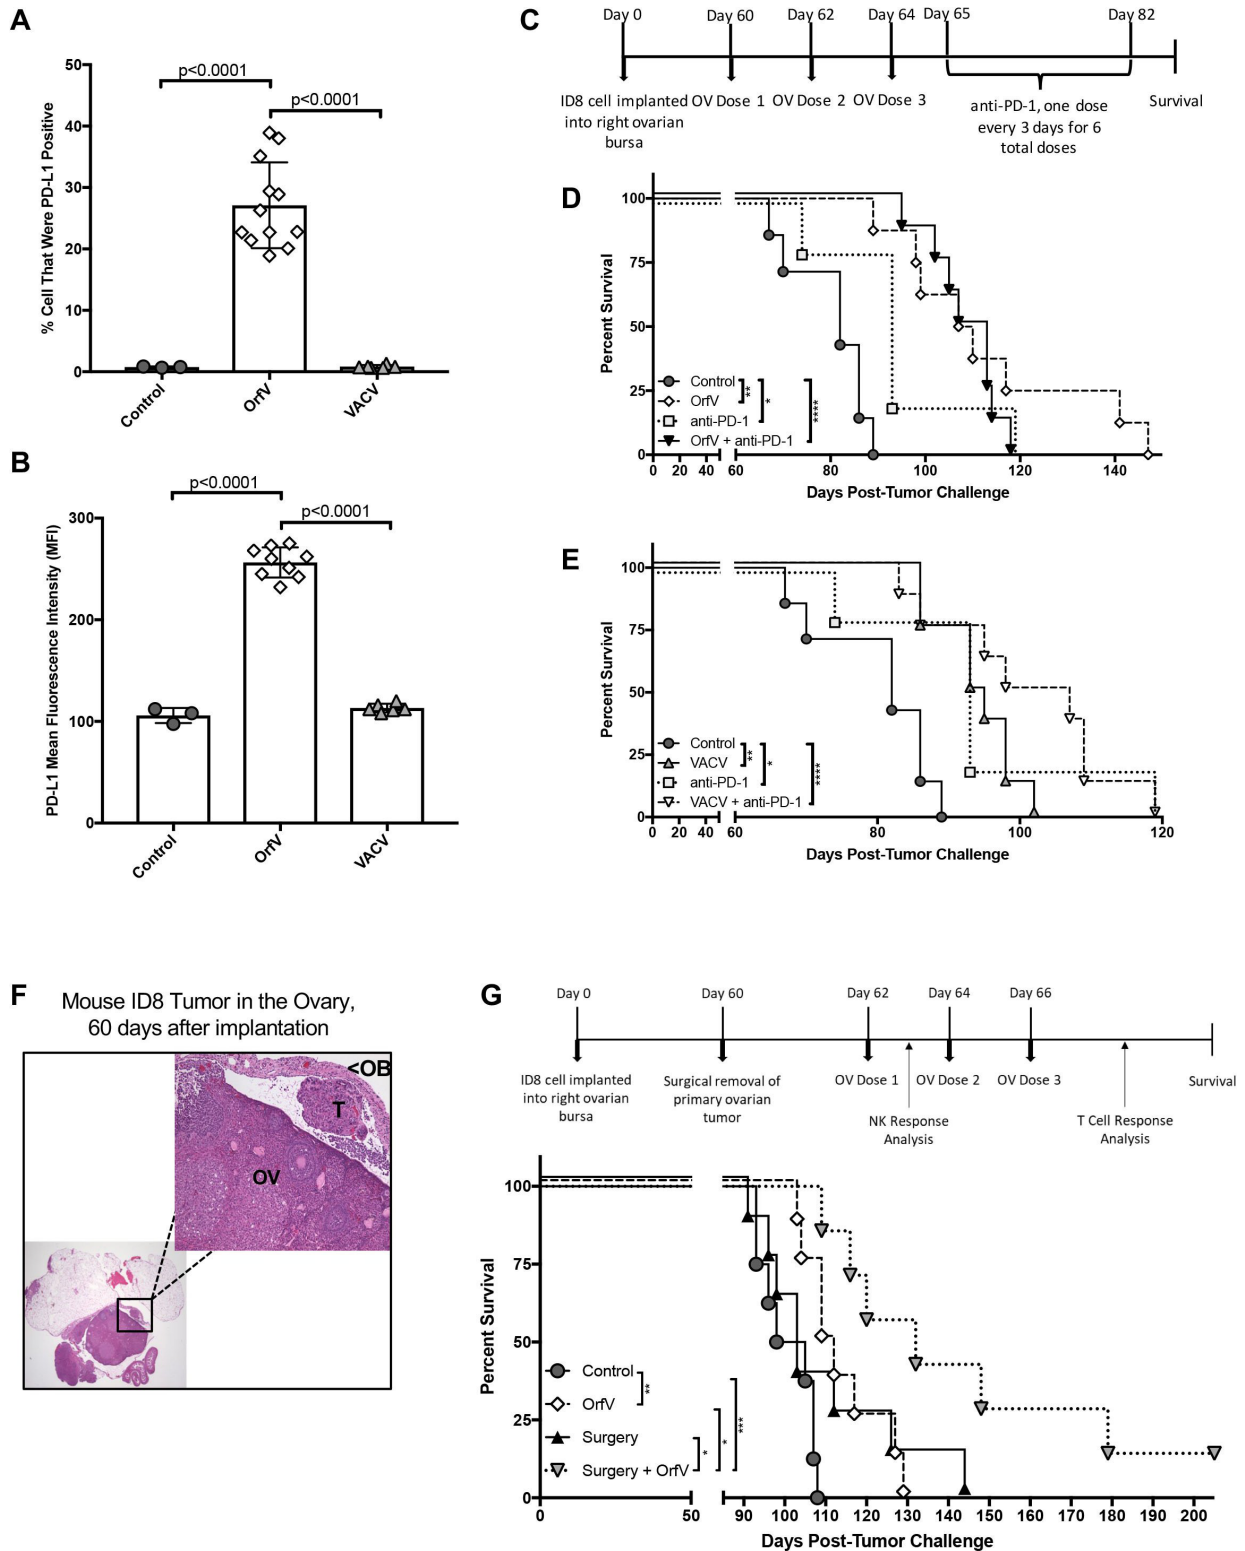 A
% Cell That Were PD-L1 Positive
50
40
30
20
10
0
p<0.0001
p<0.0001
Control
OrfV
VACV
B
PD-L1 Mean Fluorescence Intensity (MFI)
300
200
100
0
p<0.0001
p<0.0001
Control
OrfV
VACV
C
Day 0
Day 60
Day 62
Day 64
Day 65
Day 82
ID8 cell implanted
into right ovarian
bursa
OV Dose 1
OV Dose 2
OV Dose 3
anti-PD-1, one dose
every 3 days for 6
total doses
Survival
D
Percent Survival
100
75
50
25
0
Control
OrfV
anti-PD-1
OrfV + anti-PD-1
**
*
****
0 20 40 60 80 100 120 140
Days Post-Tumor Challenge
E
Percent Survival
100
75
50
25
0
Control
VACV
anti-PD-1
VACV + anti-PD-1
**
*
****
0 20 40 60 80 100 120
Days Post-Tumor Challenge
F
Mouse ID8 Tumor in the Ovary,
60 days after implantation
<OB
T
OV
G
Day 0
Day 60
Day 62
Day 64
Day 66
ID8 cell implanted
into right ovarian
bursa
Surgical removal of
primary ovarian
tumor
OV Dose 1
OV Dose 2
OV Dose 3
Survival
NK Response
Analysis
T Cell Response
Analysis
Percent Survival
100
75
50
25
0
Control
OrfV
Surgery
Surgery + OrfV
**
*
*
***
0 50 90 100 110 120 130 140 150 160 170 180 190 200
Days Post-Tumor Challenge